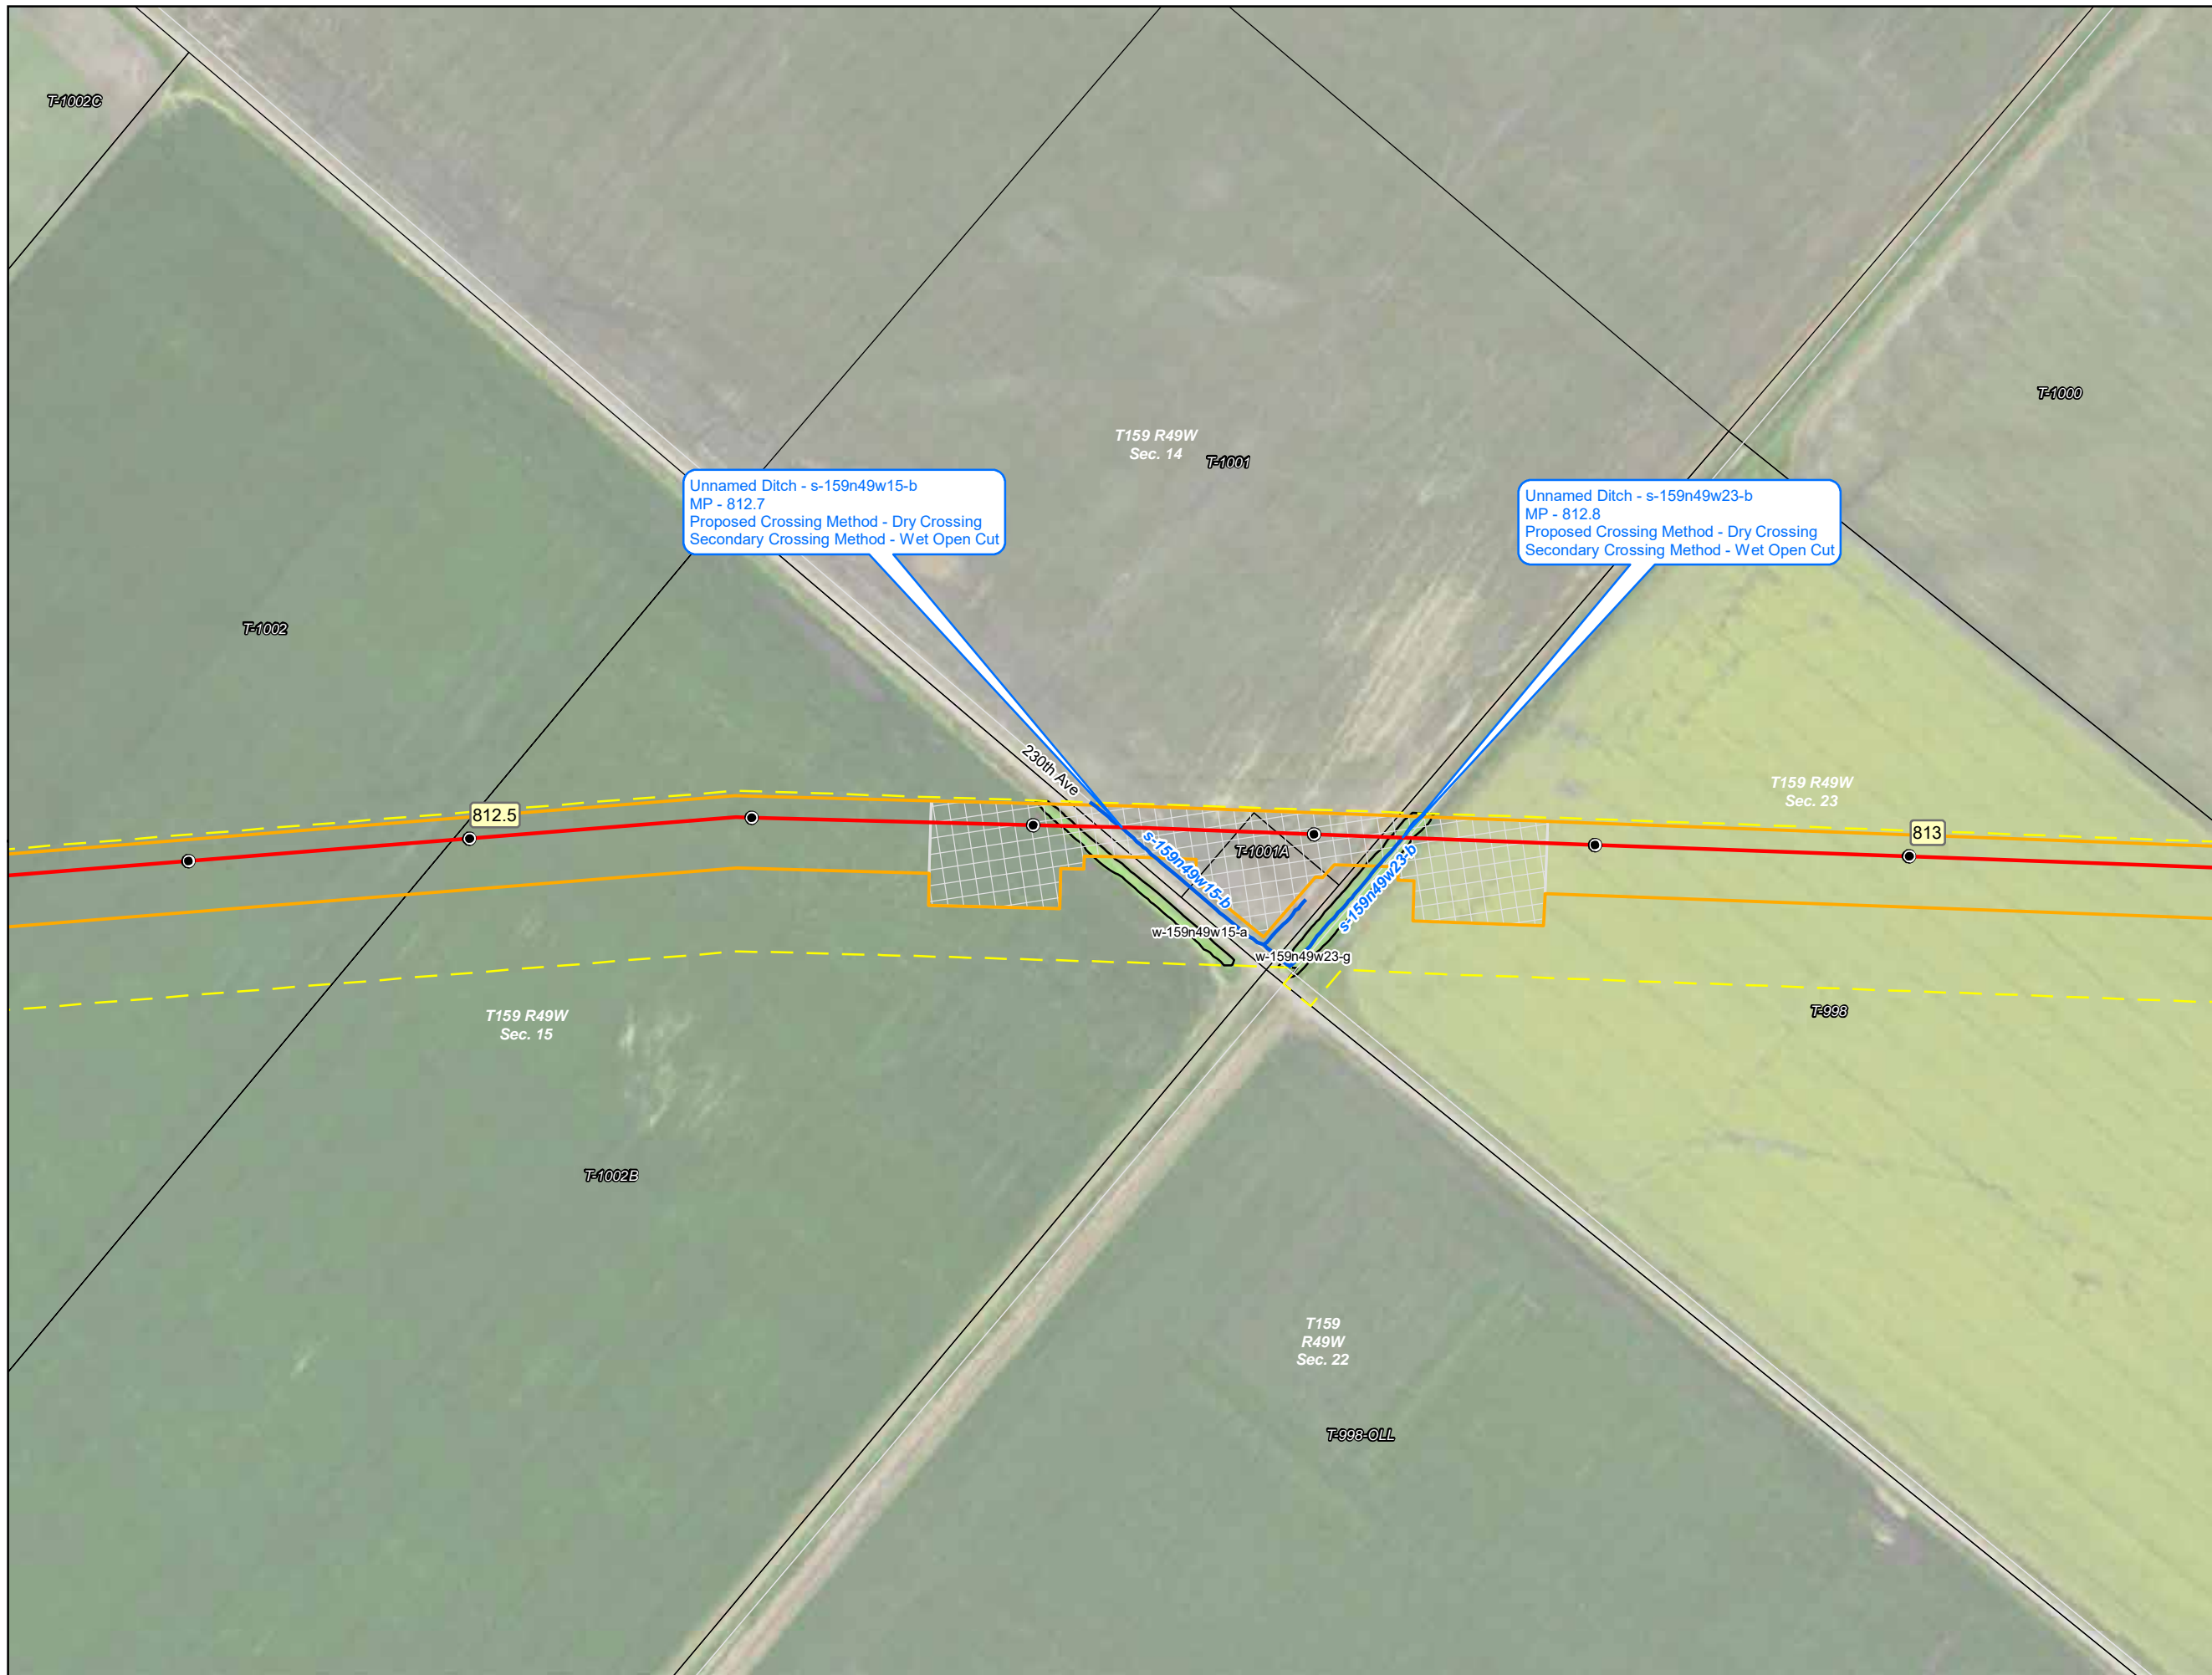 T-1002C
T-1000
T159 R49W
Sec. 14
T-1001
Unnamed Ditch - s-159n49w15-b
MP - 812.7
Proposed Crossing Method - Dry Crossing
Secondary Crossing Method - Wet Open Cut
Unnamed Ditch - s-159n49w23-b
MP - 812.8
Proposed Crossing Method - Dry Crossing
Secondary Crossing Method - Wet Open Cut
T-1002
230th Ave
T159 R49W
Sec. 23
812.5
813
s-159n49w15-b
T-1001A
s-159n49w23-b
w-159n49w15-a
w-159n49w23-g
T159 R49W
Sec. 15
T-998
T-1002B
T159
R49W
Sec. 22
T-998-OLL